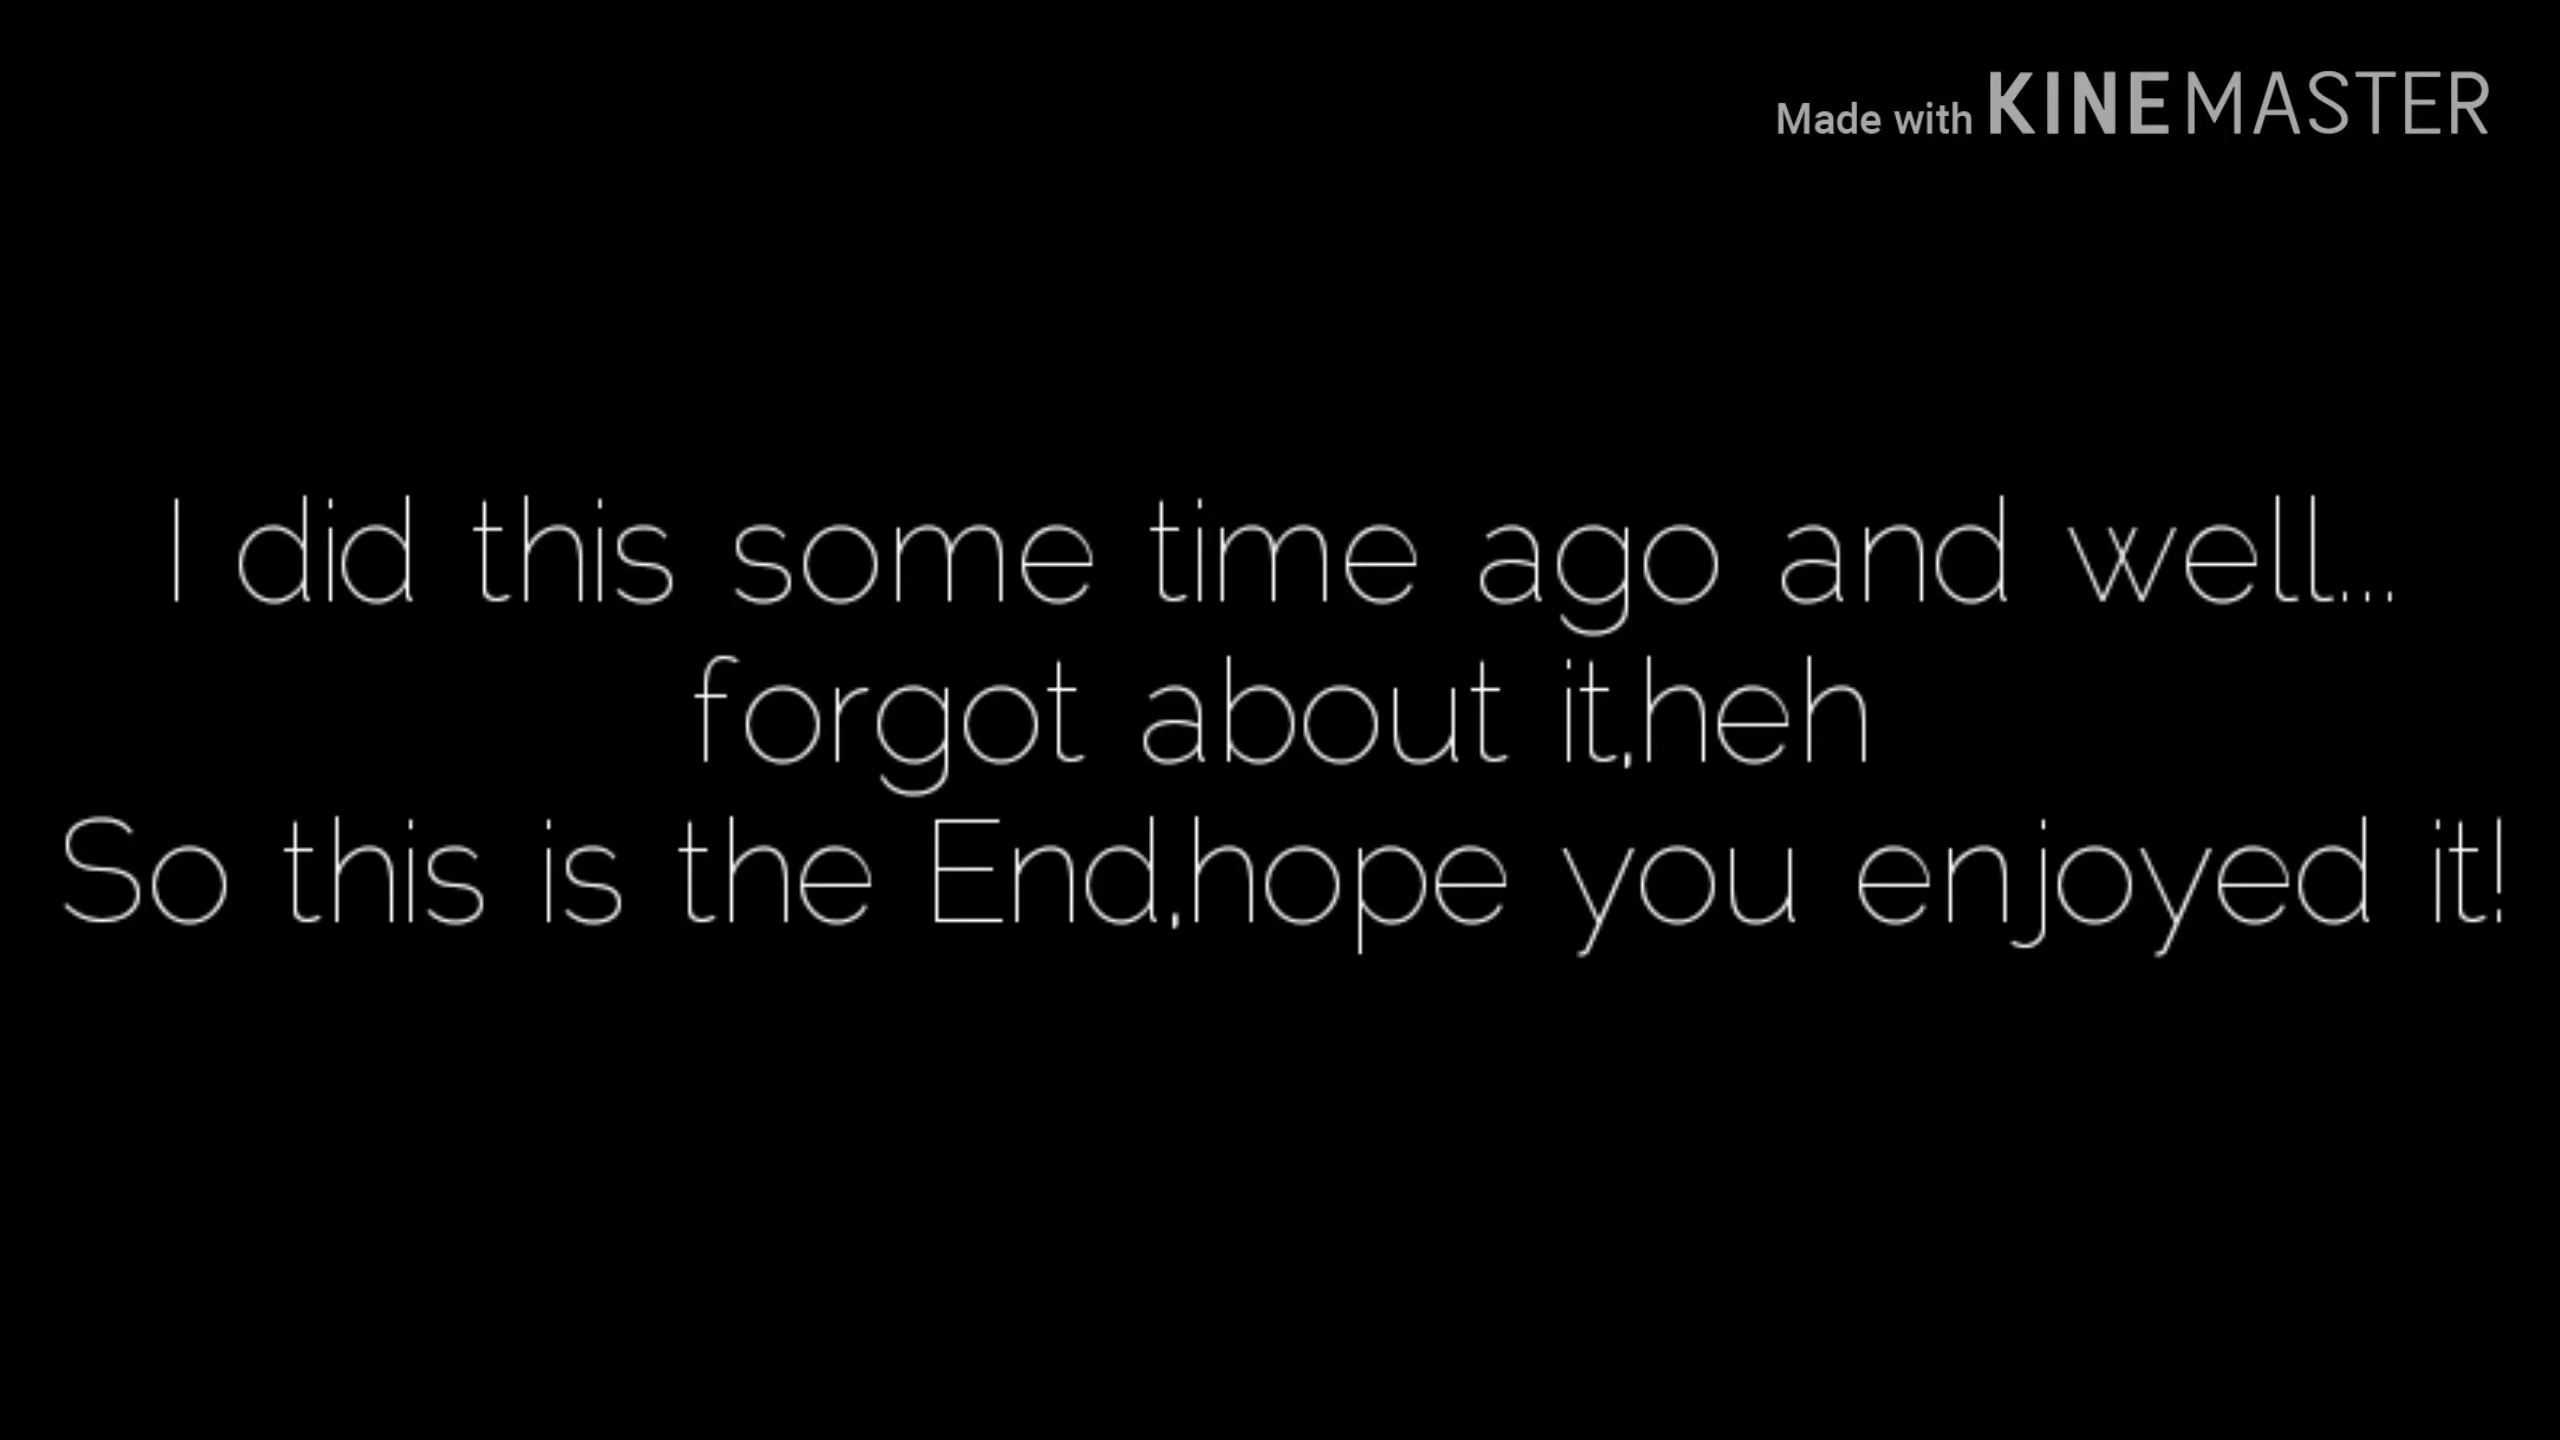 Made with KINEMASTER
I did this some time ago and well...
forgot about it,heh
So this is the End,hope you enjoyed it!